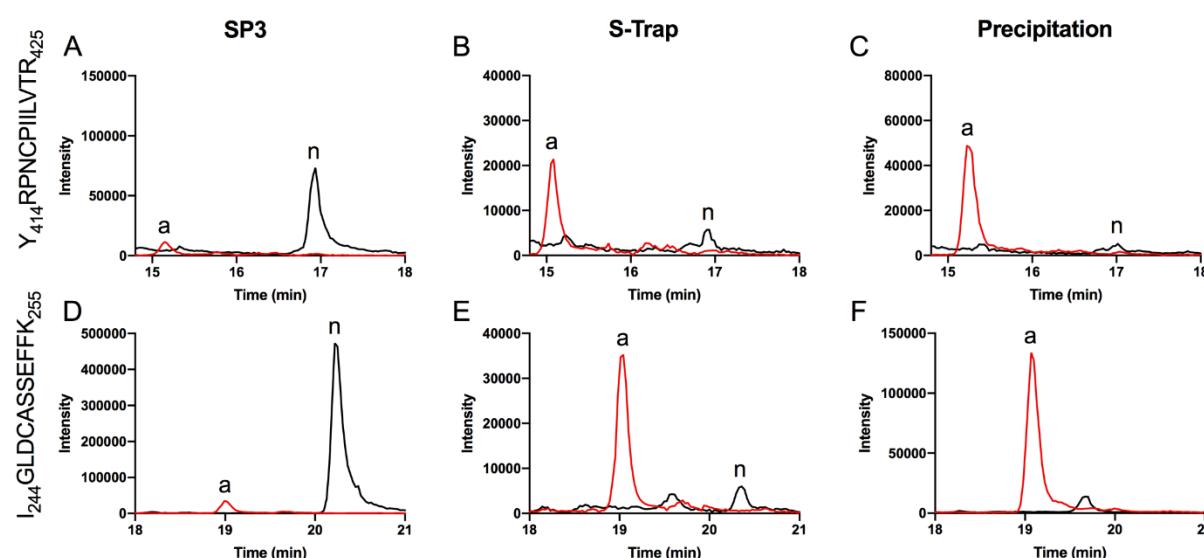 SP3
S-Trap
Precipitation
Y414RPNCPIILVTR425
A
150000
100000
50000
0
Intensity
a
n
15
16
17
18
Time (min)
B
40000
30000
20000
10000
0
Intensity
a
n
15
16
17
18
Time (min)
C
80000
60000
40000
20000
0
Intensity
a
n
15
16
17
18
Time (min)
I244GLDCASSEFFK255
D
500000
400000
300000
200000
100000
0
Intensity
a
n
18
19
20
21
Time (min)
E
40000
30000
20000
10000
0
Intensity
a
n
18
19
20
21
Time (min)
F
150000
100000
50000
0
Intensity
a
18
19
20
Time (min)